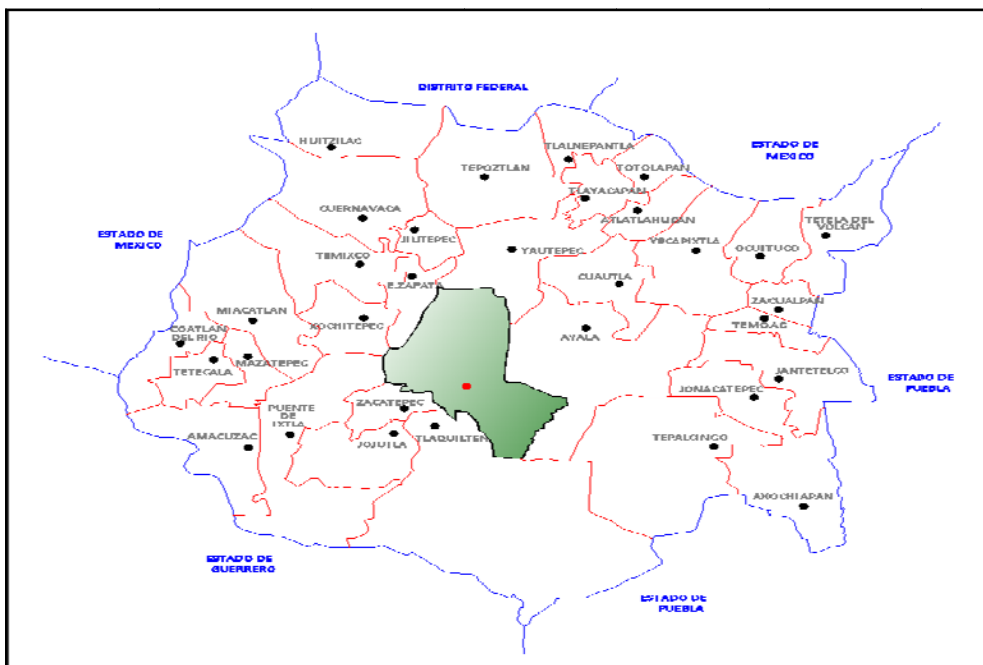 DISTRITO FEDERAL
HUITZILAC
TLALNEPANTLA
ESTADO DE
MEXICO
TEPOZTLAN
TOTOLAPAN
TLAYACAPAN
CUERNAVACA
ATLATLAHUCAN
TETELA DEL
VOLCAN
ESTADO DE
MEXICO
JIUTEPEC
YAUTEPEC
YECAPIXTLA
OCUITUCO
TEMIXCO
E.ZAPATA
CUAUTLA
ZACUALPAN
MIACATLAN
XOCHITEPEC
TEMOAC
COATLAN
DEL RIO
AYALA
MAZATEPEC
TETECALA
JANTETELCO
JONACATEPEC
ESTADO DE
PUEBLA
PUENTE
DE
IXTLA
ZACATEPEC
AMACUZAC
JOJUTLA
TLAQUILTEN
TEPALCINGO
AXOCHIAPAN
ESTADO DE
GUERRERO
ESTADO DE
PUEBLA